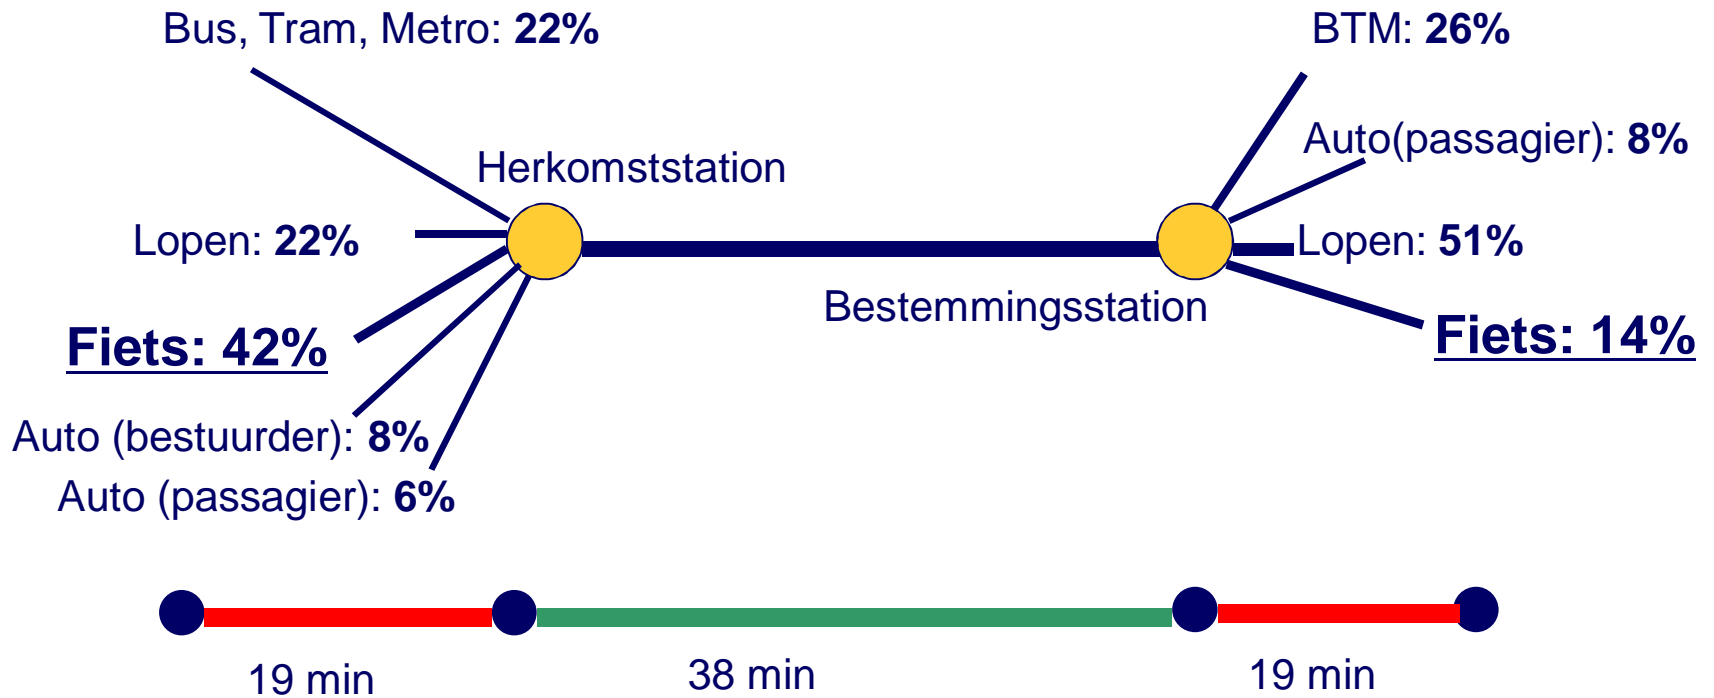 Bus, Tram, Metro: 22%
BTM: 26%
Auto(passagier): 8%
Herkomststation
Lopen: 22%
Lopen: 51%
Bestemmingsstation
Fiets: 42%
Fiets: 14%
Auto (bestuurder): 8%
Auto (passagier): 6%
19 min
38 min
19 min